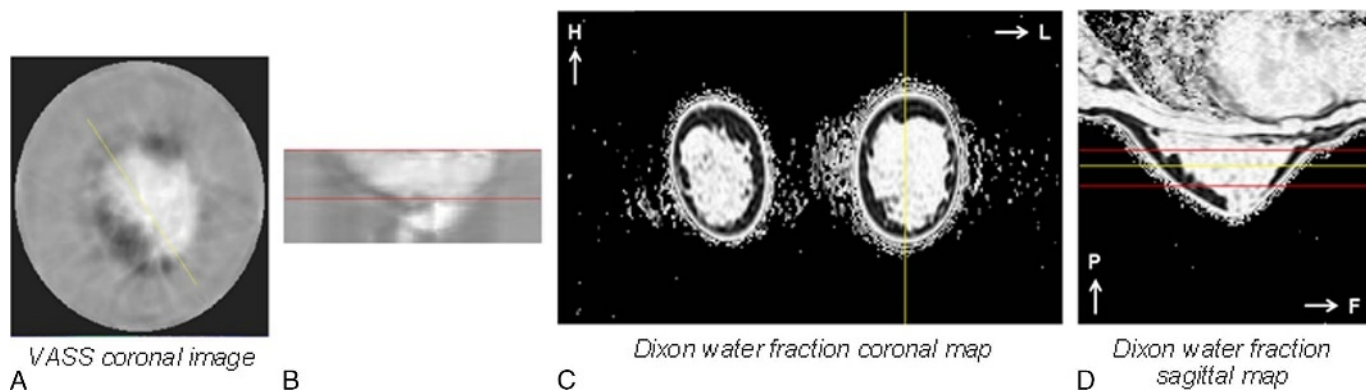 H
L
P
F
VASS coronal image
Dixon water fraction coronal map
Dixon water fraction
sagittal map
A
B
C
D